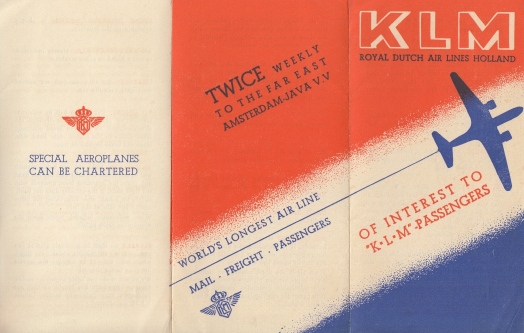 SPECIAL AEROPLANES
CAN BE CHARTERED
TWICE WEEKLY
TO THE FAR EAST
AMSTERDAM-JAVA V.V
WORLD'S LONGEST AIR LINE
MAIL · FREIGHT · PASSENGERS
KLM
ROYAL DUTCH AIR LINES HOLLAND
OF INTEREST TO
"K·L·M"-PASSENGERS